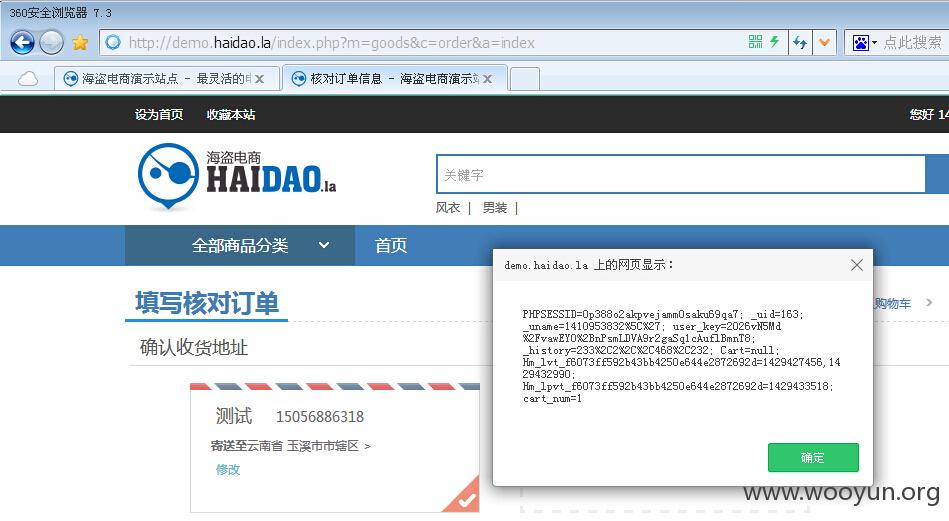 360安全浏览器 7.3
http://demo.haidao.la/index.php?m=goods&c=order&a=index
点此搜索
海盗电商演示站点 - 最灵活的
核对订单信息 - 海盗电商演示站
设为首页 收藏本站
您好 14
海盗电商
HAIDAO.la
关键字
风衣 | 男装 |
全部商品分类 首页
demo.haidao.la 上的网页显示：
填写核对订单
购物车 >
PHPSESSID=0p388o2akpvejamm0saku69qa7; _uid=163;
_uname=1410953832%5C%27; user_key=2026vN5Md
%2FvawEYO%2BnPsmLDVA9r2gaSq1cAuflBmnT8;
_history=233%2C2%2C%2C468%2C232; Cart=null;
Hm_lvt_f6073ff592b43bb4250e644e2872692d=1429427456,14
29432990;
Hm_lpvt_f6073ff592b43bb4250e644e2872692d=1429433518;
cart_num=1
确认收货地址
测试 15056886318
寄送至云南省 玉溪市市辖区 >
修改
确定
www.wooyun.org